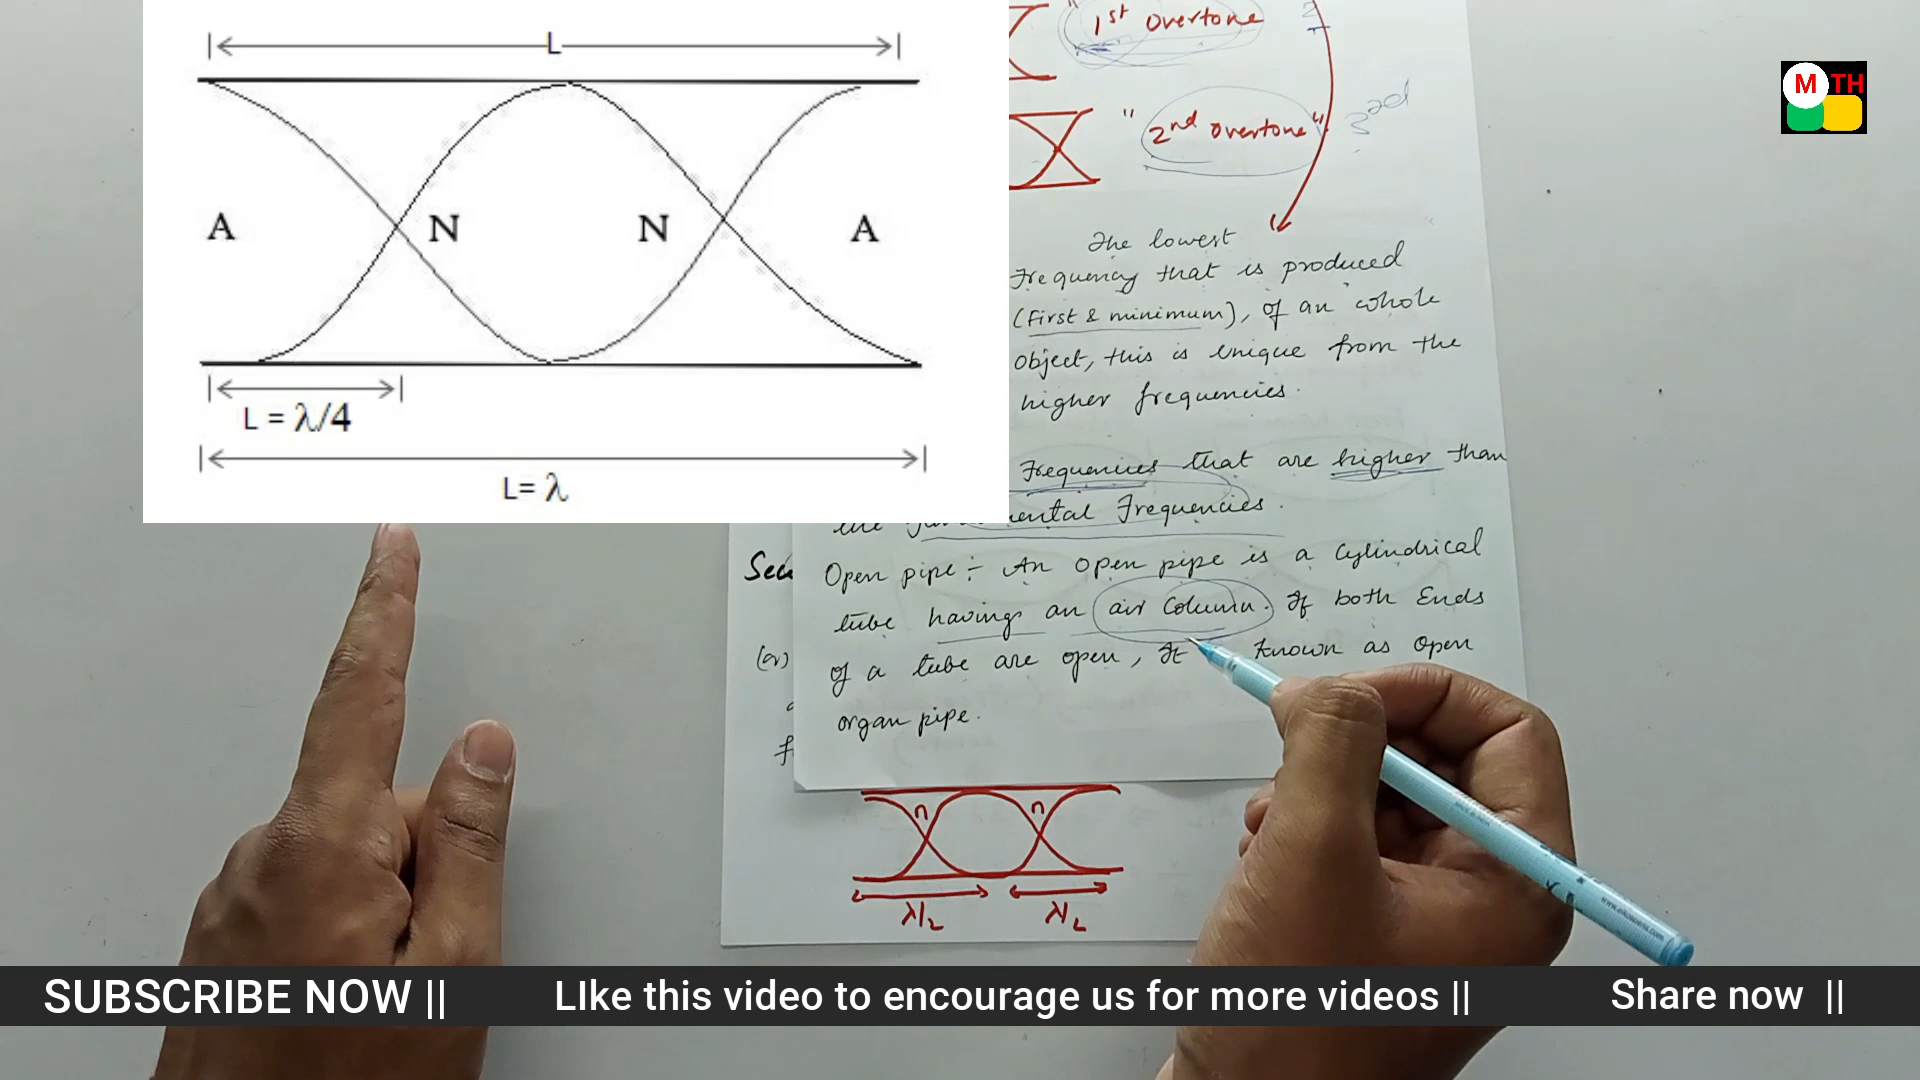 L
A
N
N
A
L = λ/4
L= λ
" 1st overtone
" 2nd overtone "
The lowest
Frequency that is produced
(first & minimum), of an whole
object, this is unique from the
higher frequencies.
Frequencies that are higher than
mental Frequencies.
Open pipe :- An open pipe is a cylindrical
tube having an air column. If both Ends
of a tube are open, It known as open
organ pipe.
n n
λ/2 λ/2
M TH
SUBSCRIBE NOW || LIke this video to encourage us for more videos || Share now ||